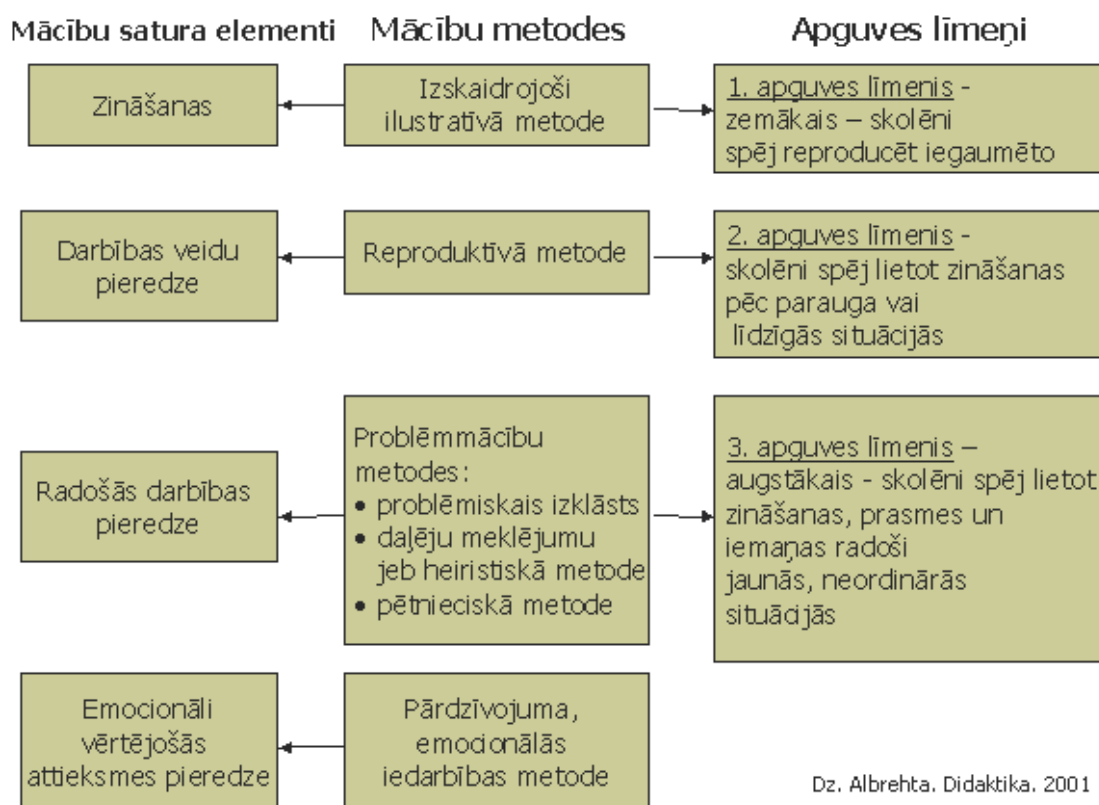 Mācību satura elementi
Mācību metodes
Apguves līmeņi
Zināšanas
Izskaidrojoši
ilustratīvā metode
1. apguves līmenis -
zemākais – skolēni
spēj reproducēt iegaumēto
Darbības veidu
pieredze
Reproduktīvā metode
2. apguves līmenis -
skolēni spēj lietot zināšanas
pēc parauga vai
līdzīgās situācijās
Radošās darbības
pieredze
Problēmmācību
metodes:
• problēmiskais izklāsts
• daļēju meklējumu
jeb heiristiskā metode
• pētnieciskā metode
3. apguves līmenis –
augstākais - skolēni spēj lietot
zināšanas, prasmes un
iemaņas radoši
jaunās, neordinārās
situācijās
Emocionāli
vērtējošās
attieksmes pieredze
Pārdzīvojuma,
emocionālās
iedarbības metode
Dz. Albrehta. Didaktika. 2001